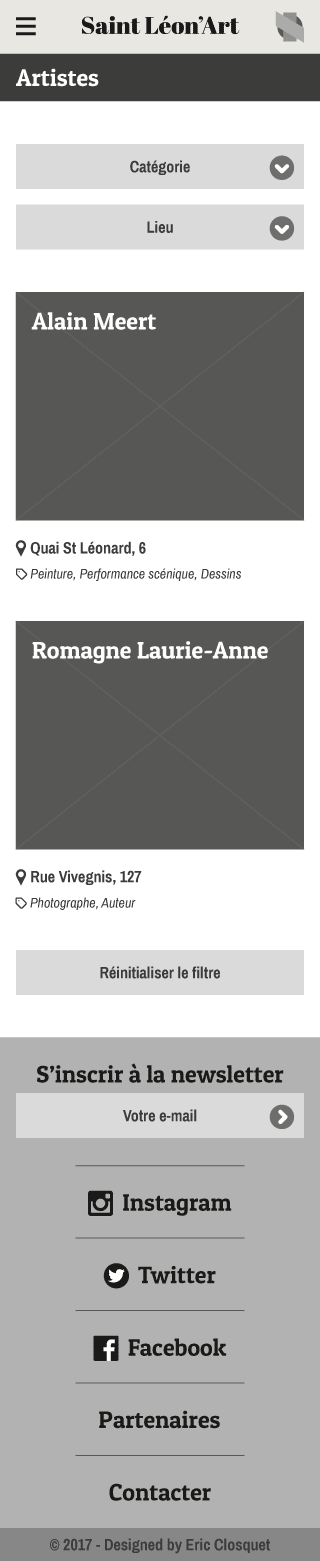 Saint Léon’Art
Artistes
Catégorie
Lieu
Alain Meert
Quai St Léonard, 6
Peinture, Performance scénique, Dessins
Romagne Laurie-Anne
Rue Vivegnis, 127
Photographe, Auteur
Réinitialiser le filtre
S’inscrir à la newsletter
Votre e-mail
Instagram
Twitter
Facebook
Partenaires
Contacter
© 2017 - Designed by Eric Closquet